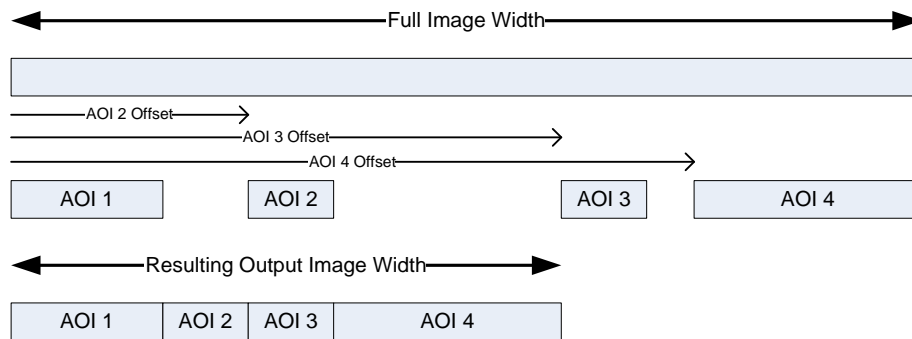 Full Image Width
AOI 2 Offset
AOI 3 Offset
AOI 4 Offset
AOI 1 AOI 2 AOI 3 AOI 4
Resulting Output Image Width
AOI 1 AOI 2 AOI 3 AOI 4